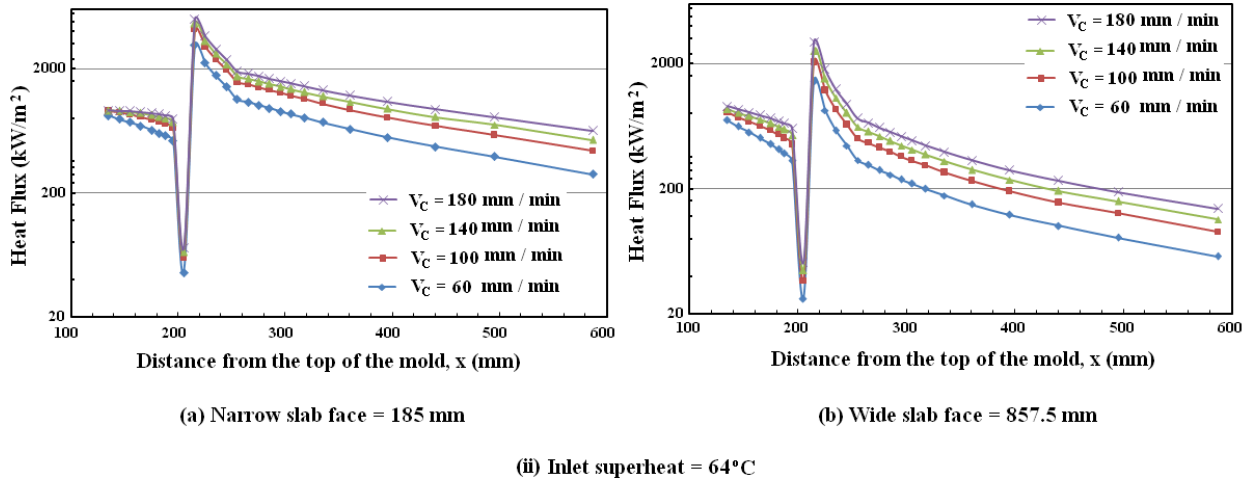 Heat Flux (kW/m²)
2000
200
20
100
200
300
400
500
600
V_C = 180 mm / min
V_C = 140 mm / min
V_C = 100 mm / min
V_C = 60 mm / min
Distance from the top of the mold, x (mm)
(a) Narrow slab face = 185 mm
Heat Flux (kW/m²)
2000
200
20
100
200
300
400
500
600
V_C = 180 mm / min
V_C = 140 mm / min
V_C = 100 mm / min
V_C = 60 mm / min
Distance from the top of the mold, x (mm)
(b) Wide slab face = 857.5 mm
(ii) Inlet superheat = 64°C